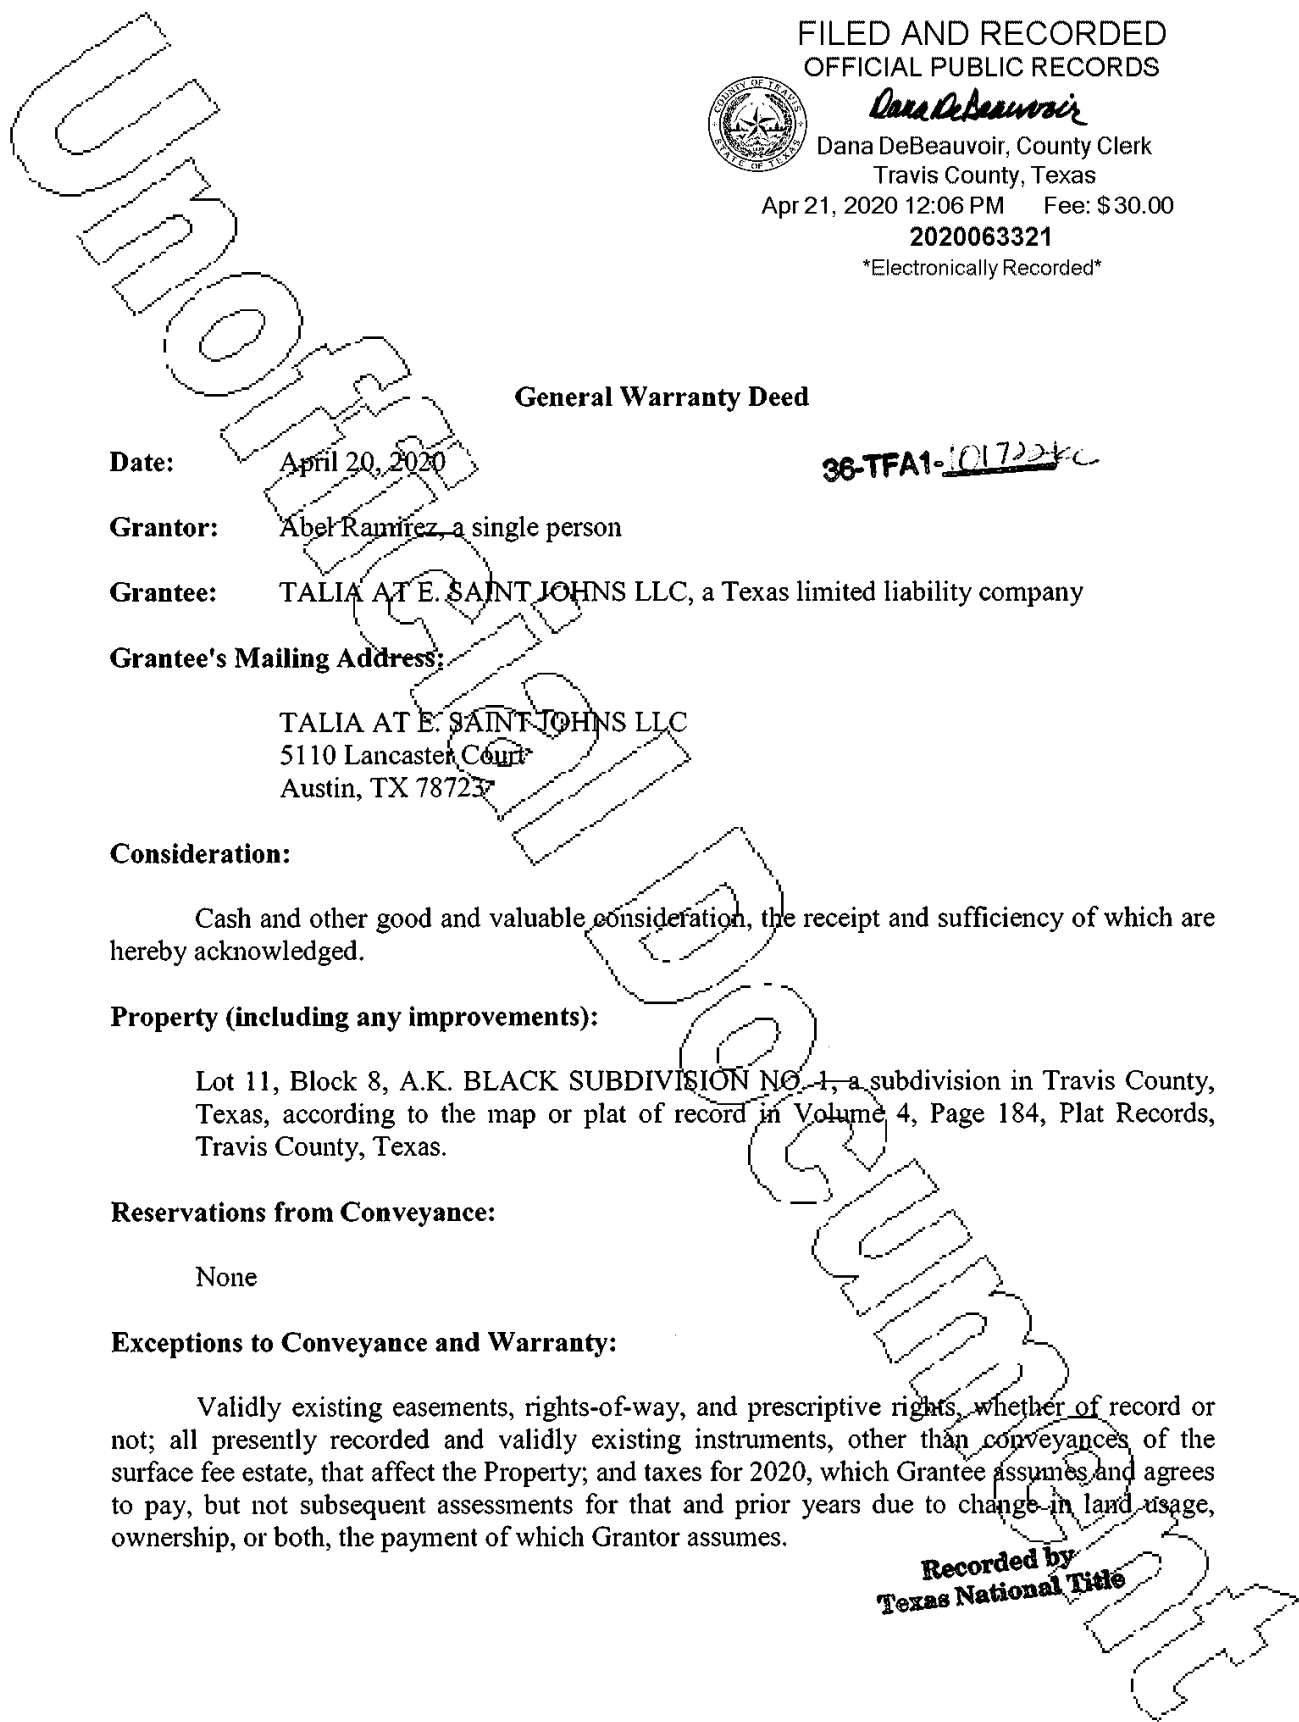 FILED AND RECORDED
OFFICIAL PUBLIC RECORDS
Dana DeBeauvoir
COUNTY OF TRAVIS
STATE OF TEXAS
Dana DeBeauvoir, County Clerk
Travis County, Texas
Apr 21, 2020 12:06 PM Fee: $30.00
2020063321
*Electronically Recorded*
General Warranty Deed
Date: April 20, 2020
36-TFA1-
Grantor: Abel Ramirez, a single person
Grantee: TALIA AT E. SAINT JOHNS LLC, a Texas limited liability company
Grantee's Mailing Address:
TALIA AT E. SAINT JOHNS LLC
5110 Lancaster Court
Austin, TX 78723
Consideration:
Cash and other good and valuable consideration, the receipt and sufficiency of which are
hereby acknowledged.
Property (including any improvements):
Lot 11, Block 8, A.K. BLACK SUBDIVISION NO. 1, a subdivision in Travis County,
Texas, according to the map or plat of record in Volume 4, Page 184, Plat Records,
Travis County, Texas.
Reservations from Conveyance:
None
Exceptions to Conveyance and Warranty:
Validly existing easements, rights-of-way, and prescriptive rights, whether of record or
not; all presently recorded and validly existing instruments, other than conveyances of the
surface fee estate, that affect the Property; and taxes for 2020, which Grantee assumes and agrees
to pay, but not subsequent assessments for that and prior years due to change in land usage,
ownership, or both, the payment of which Grantor assumes.
Recorded by
Texas National Title
Unofficial Document